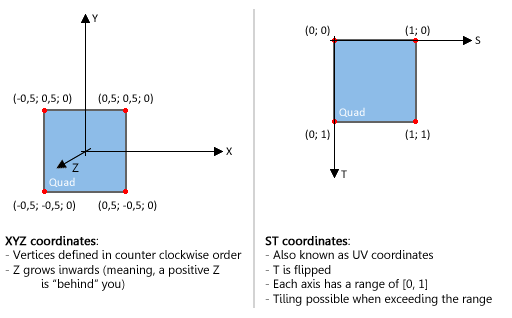 Y
(-0,5; 0,5; 0)
(0,5; 0,5; 0)
X
Z
Quad
(-0,5; -0,5; 0)
(0,5; -0,5; 0)
XYZ coordinates:
- Vertices defined in counter clockwise order
- Z grows inwards (meaning, a positive Z
is “behind” you)
(0; 0)
(1; 0)
S
Quad
(0; 1)
(1; 1)
T
ST coordinates:
- Also known as UV coordinates
- T is flipped
- Each axis has a range of [0, 1]
- Tiling possible when exceeding the range